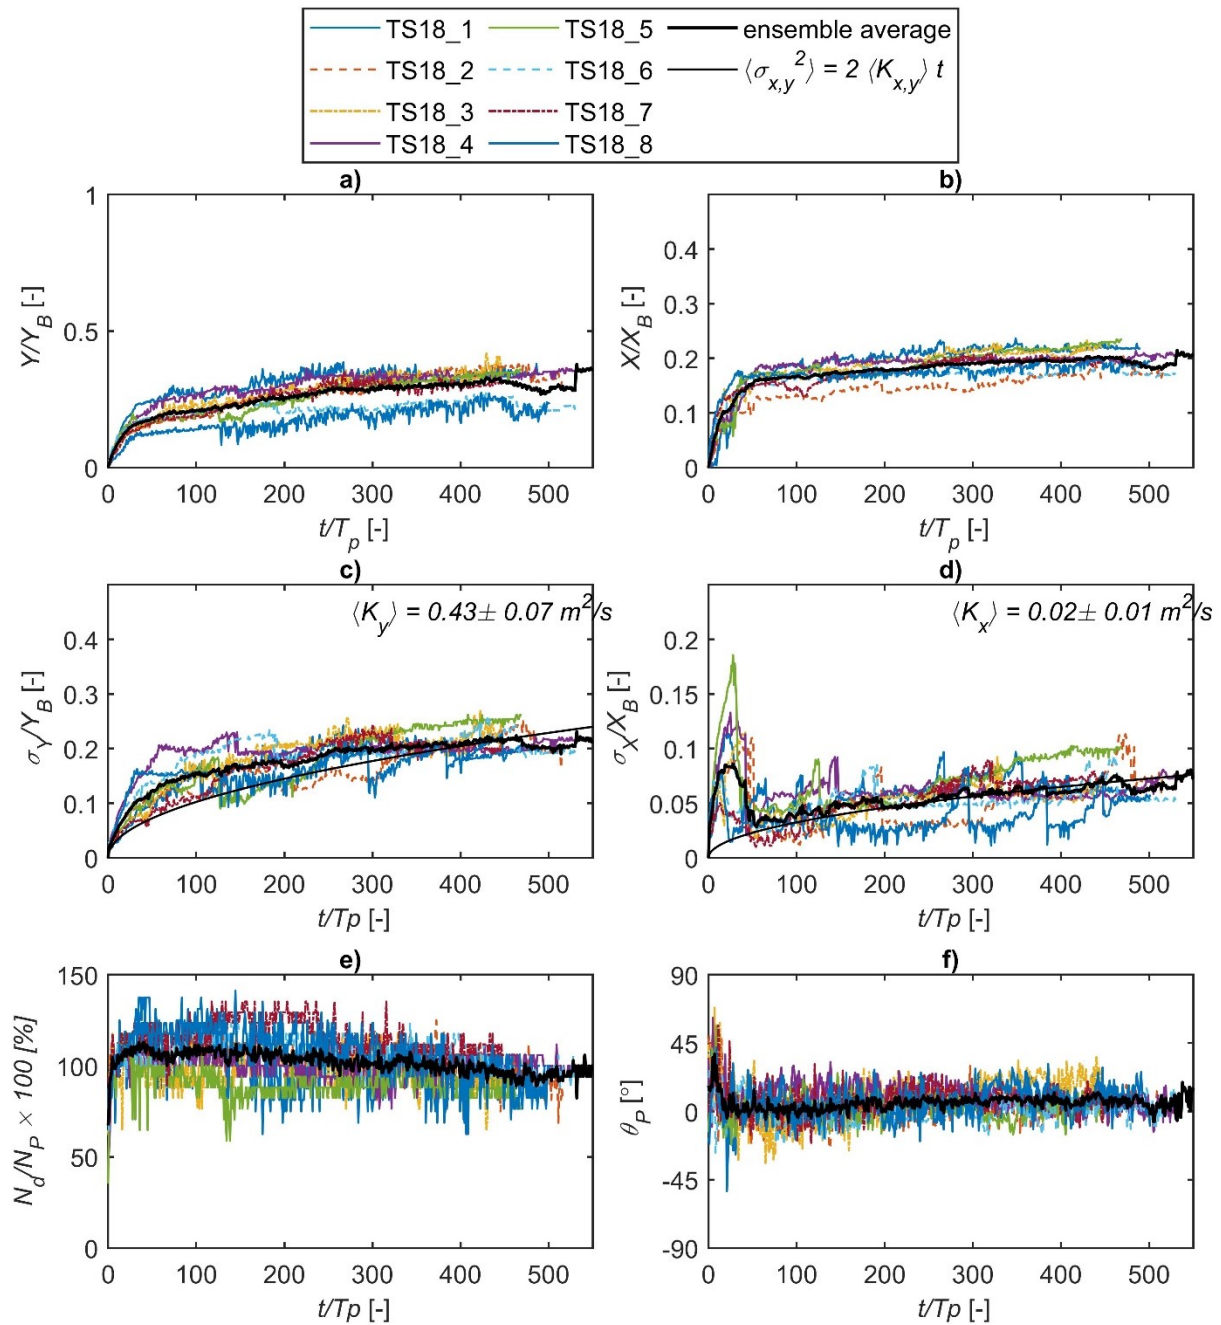 TS18_1 TS18_5 ensemble average
TS18_2 TS18_6 ⟨σx,y²⟩ = 2 ⟨Kx,y⟩ t
TS18_3 TS18_7
TS18_4 TS18_8
a) b)
1
0.5
0
Y/YB [-]
0 100 200 300 400 500
t/Tp [-]
0.4
0.3
0.2
0.1
0
X/XB [-]
0 100 200 300 400 500
t/Tp [-]
c) d)
⟨Ky⟩ = 0.43± 0.07 m²/s
0.4
0.3
0.2
0.1
0
σY/YB [-]
0 100 200 300 400 500
t/Tp [-]
⟨Kx⟩ = 0.02± 0.01 m²/s
0.2
0.15
0.1
0.05
0
σX/XB [-]
0 100 200 300 400 500
t/Tp [-]
e) f)
150
100
50
0
Nd/NP × 100 [%]
0 100 200 300 400 500
t/Tp [-]
90
45
0
-45
-90
θP [°]
0 100 200 300 400 500
t/Tp [-]